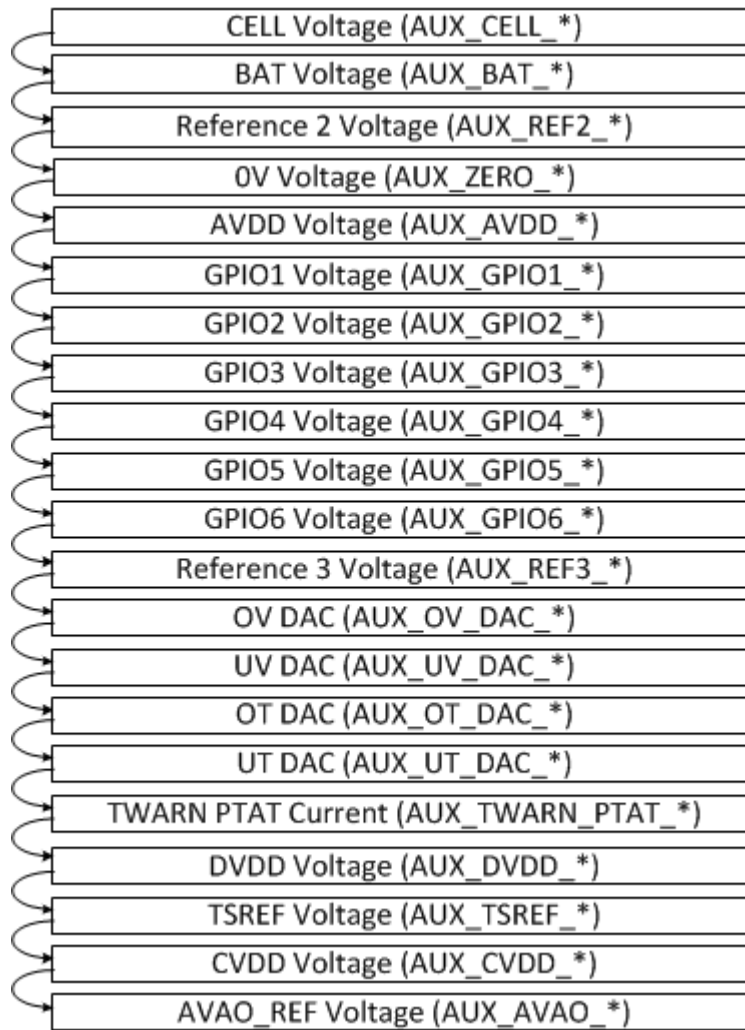 CELL Voltage (AUX_CELL_*)
BAT Voltage (AUX_BAT_*)
Reference 2 Voltage (AUX_REF2_*)
0V Voltage (AUX_ZERO_*)
AVDD Voltage (AUX_AVDD_*)
GPIO1 Voltage (AUX_GPIO1_*)
GPIO2 Voltage (AUX_GPIO2_*)
GPIO3 Voltage (AUX_GPIO3_*)
GPIO4 Voltage (AUX_GPIO4_*)
GPIO5 Voltage (AUX_GPIO5_*)
GPIO6 Voltage (AUX_GPIO6_*)
Reference 3 Voltage (AUX_REF3_*)
OV DAC (AUX_OV_DAC_*)
UV DAC (AUX_UV_DAC_*)
OT DAC (AUX_OT_DAC_*)
UT DAC (AUX_UT_DAC_*)
TWARN PTAT Current (AUX_TWARN_PTAT_*)
DVDD Voltage (AUX_DVDD_*)
TSREF Voltage (AUX_TSREF_*)
CVDD Voltage (AUX_CVDD_*)
AVAO_REF Voltage (AUX_AVAO_*)